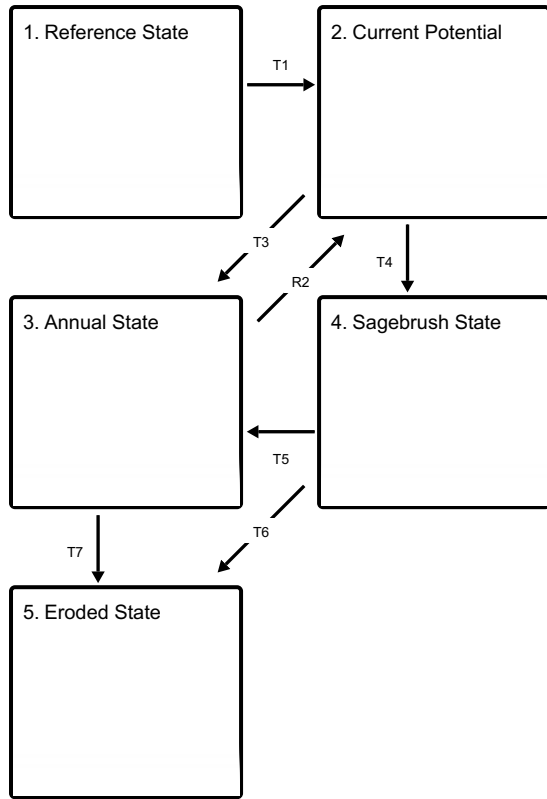 1. Reference State
2. Current Potential
T1
T3
R2
T4
3. Annual State
4. Sagebrush State
T5
T6
T7
5. Eroded State